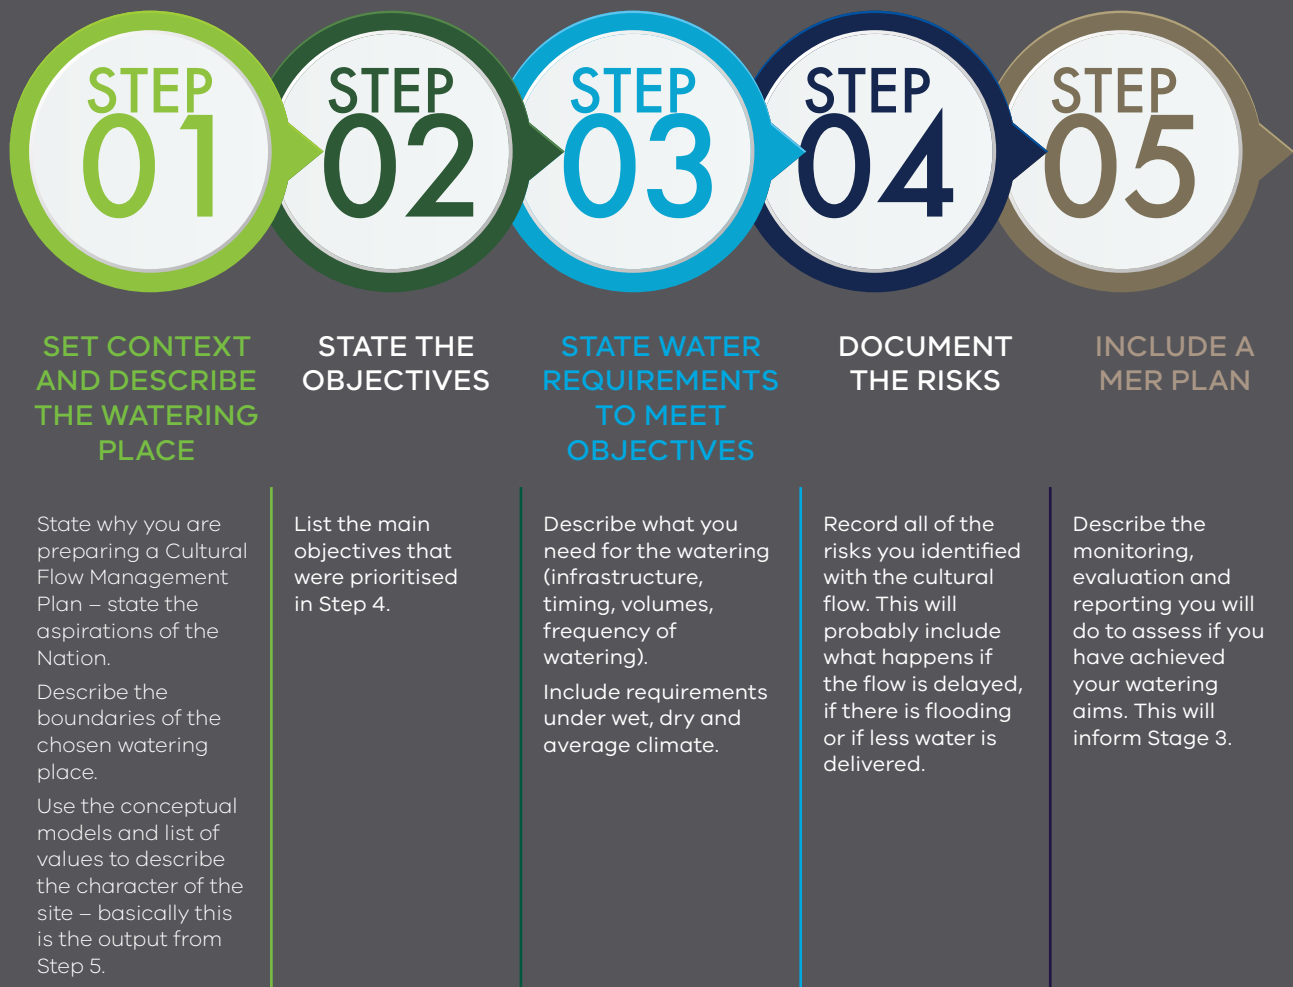 STEP
01
STEP
02
STEP
03
STEP
04
STEP
05
SET CONTEXT
AND DESCRIBE
THE WATERING
PLACE
STATE THE
OBJECTIVES
STATE WATER
REQUIREMENTS
TO MEET
OBJECTIVES
DOCUMENT
THE RISKS
INCLUDE A
MER PLAN
State why you are
preparing a Cultural
Flow Management
Plan – state the
aspirations of the
Nation.
Describe the
boundaries of the
chosen watering
place.
Use the conceptual
models and list of
values to describe
the character of the
site – basically this
is the output from
Step 5.
List the main
objectives that
were prioritised
in Step 4.
Describe what you
need for the watering
(infrastructure,
timing, volumes,
frequency of
watering).
Include requirements
under wet, dry and
average climate.
Record all of the
risks you identified
with the cultural
flow. This will
probably include
what happens if
the flow is delayed,
if there is flooding
or if less water is
delivered.
Describe the
monitoring,
evaluation and
reporting you will
do to assess if you
have achieved
your watering
aims. This will
inform Stage 3.